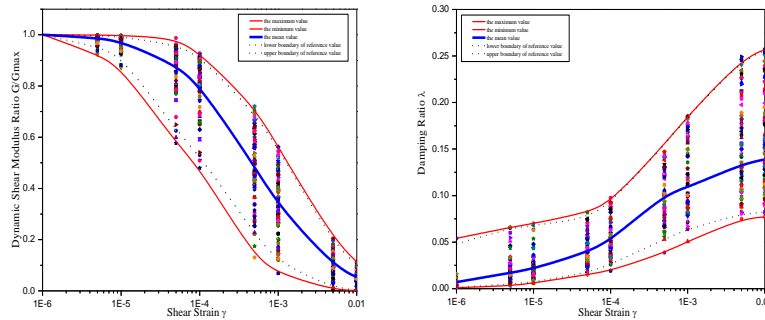 the maximum value
the minimum value
the mean value
lower boundary of reference value
upper boundary of reference value
Dynamic Shear Modulus Ratio G/Gmax
1.0
0.8
0.6
0.4
0.2
0.0
1E-6
1E-5
1E-4
1E-3
0.01
Shear Strain γ
the maximum value
the minimum value
the mean value
lower boundary of reference value
upper boundary of reference value
Damping Ratio λ
0.30
0.25
0.20
0.15
0.10
0.05
0.00
1E-6
1E-5
1E-4
1E-3
0.01
Shear Strain γ